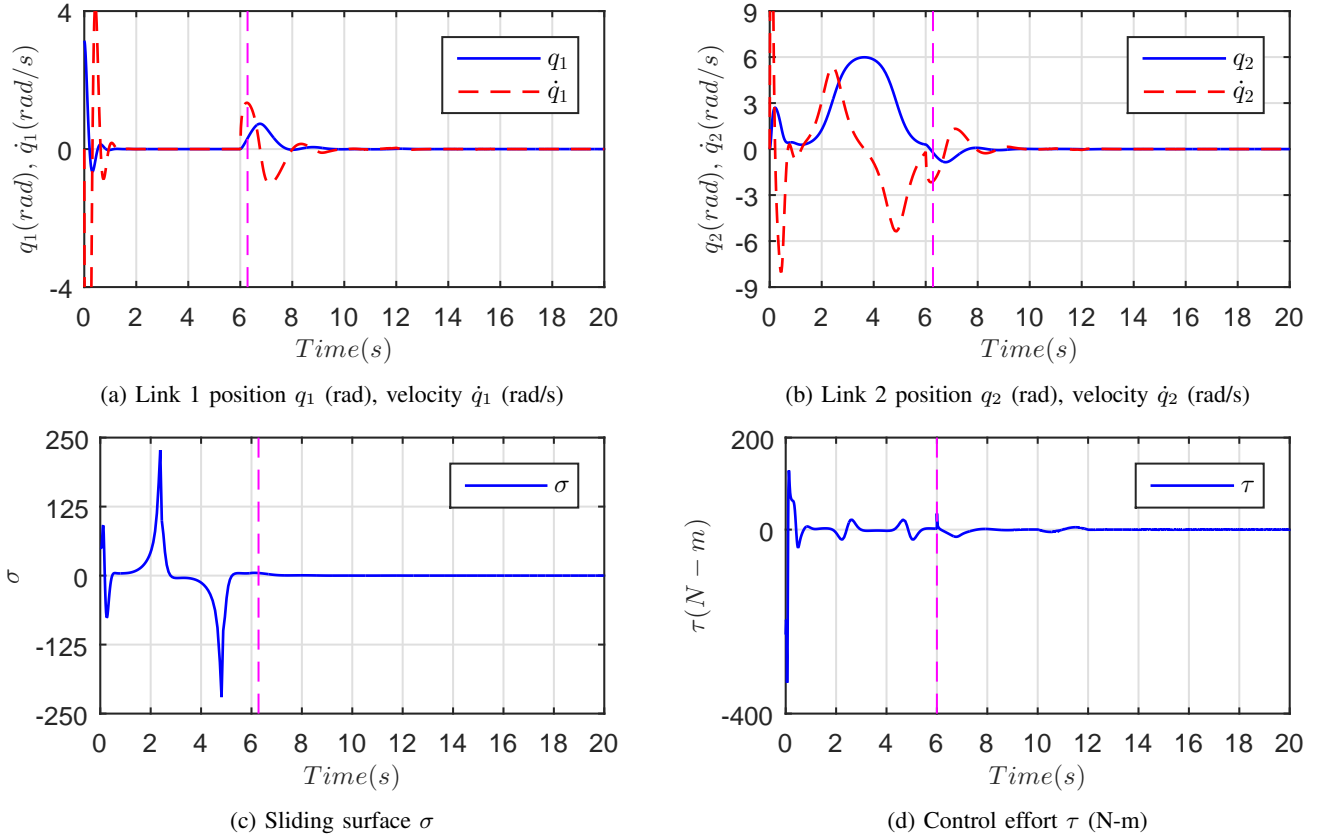 4
0
-4
q₁(rad), q̇₁(rad/s)
q₁
q̇₁
0 2 4 6 8 10 12 14 16 18 20
Time(s)
(a) Link 1 position q₁ (rad), velocity q̇₁ (rad/s)
9
6
3
0
-3
-6
-9
q₂(rad), q̇₂(rad/s)
q₂
q̇₂
0 2 4 6 8 10 12 14 16 18 20
Time(s)
(b) Link 2 position q₂ (rad), velocity q̇₂ (rad/s)
250
125
0
-125
-250
σ
σ
0 2 4 6 8 10 12 14 16 18 20
Time(s)
(c) Sliding surface σ
200
0
-400
τ(N − m)
τ
0 2 4 6 8 10 12 14 16 18 20
Time(s)
(d) Control effort τ (N-m)